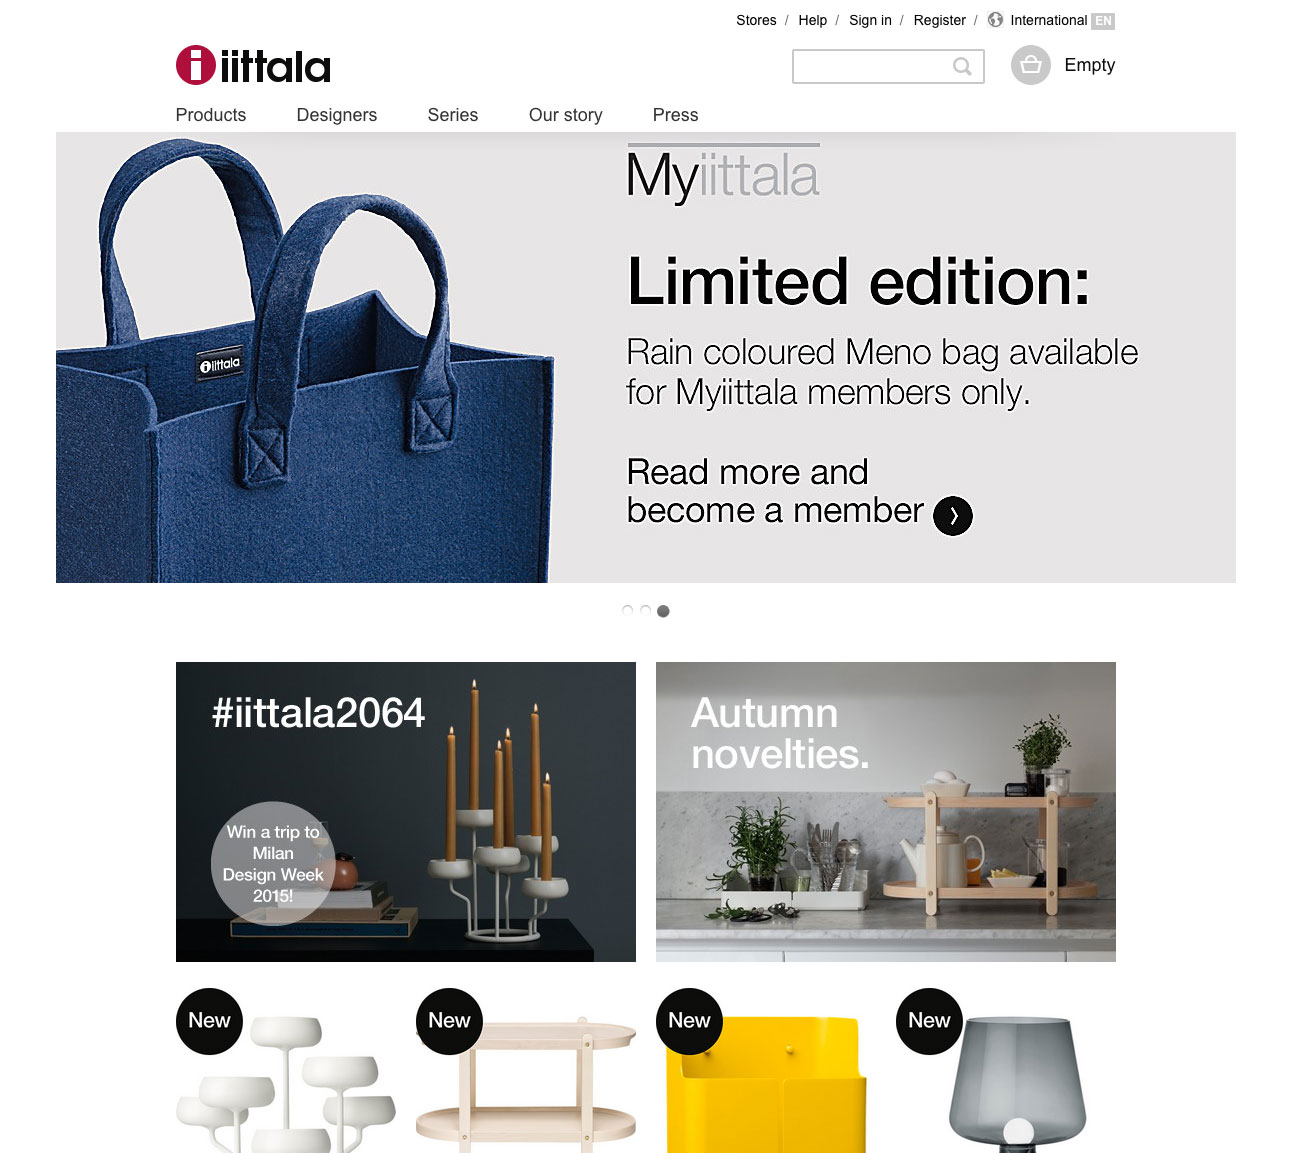 Stores / Help / Sign in / Register / International EN
iittala
Empty
Products Designers Series Our story Press
Myiittala
iittala
Limited edition:
Rain coloured Meno bag available
for Myiittala members only.
Read more and
become a member
#iittala2064
Win a trip to
Milan
Design Week
2015!
Autumn
novelties.
New New New New